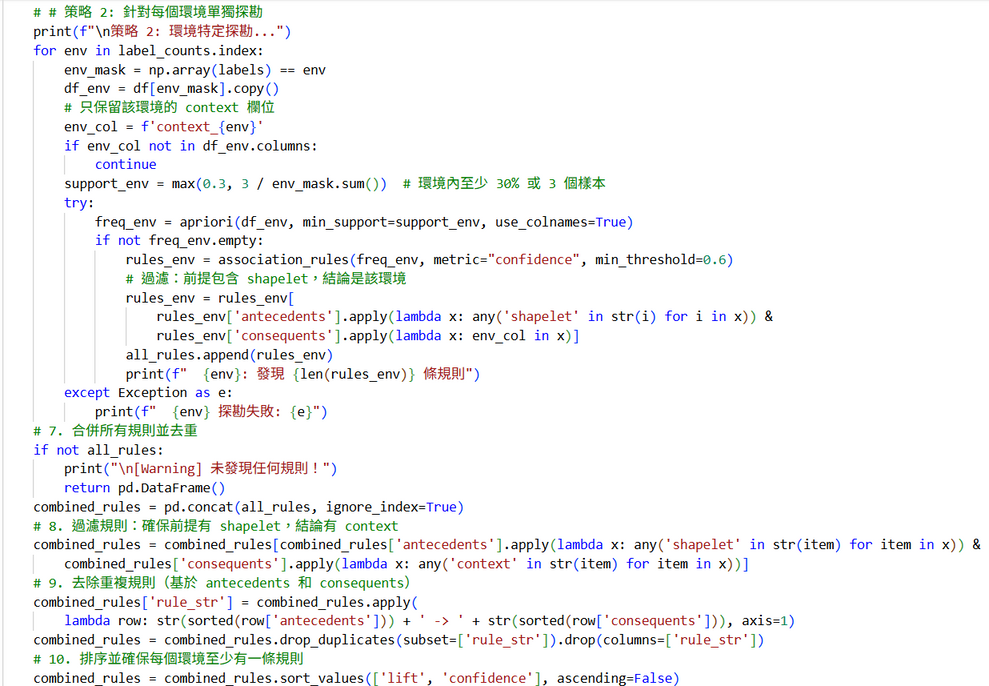 # # 策略 2: 針對每個環境單獨探勘
print(f"\n策略 2: 環境特定探勘...")
for env in label_counts.index:
    env_mask = np.array(labels) == env
    df_env = df[env_mask].copy()
    # 只保留該環境的 context 欄位
    env_col = f'context_{env}'
    if env_col not in df_env.columns:
        continue
    support_env = max(0.3, 3 / env_mask.sum())  # 環境內至少 30% 或 3 個樣本
    try:
        freq_env = apriori(df_env, min_support=support_env, use_colnames=True)
        if not freq_env.empty:
            rules_env = association_rules(freq_env, metric="confidence", min_threshold=0.6)
            # 過濾：前提包含 shapelet，結論是該環境
            rules_env = rules_env[
                rules_env['antecedents'].apply(lambda x: any('shapelet' in str(i) for i in x)) &
                rules_env['consequents'].apply(lambda x: env_col in x)]
            all_rules.append(rules_env)
            print(f"  {env}: 發現 {len(rules_env)} 條規則")
    except Exception as e:
        print(f"  {env} 探勘失敗: {e}")
# 7. 合併所有規則並去重
if not all_rules:
    print("\n[Warning] 未發現任何規則！")
    return pd.DataFrame()
combined_rules = pd.concat(all_rules, ignore_index=True)
# 8. 過濾規則：確保前提有 shapelet，結論有 context
combined_rules = combined_rules[combined_rules['antecedents'].apply(lambda x: any('shapelet' in str(item) for item in x)) &
    combined_rules['consequents'].apply(lambda x: any('context' in str(item) for item in x))]
# 9. 去除重複規則（基於 antecedents 和 consequents）
combined_rules['rule_str'] = combined_rules.apply(
    lambda row: str(sorted(row['antecedents'])) + ' -> ' + str(sorted(row['consequents'])), axis=1)
combined_rules = combined_rules.drop_duplicates(subset=['rule_str']).drop(columns=['rule_str'])
# 10. 排序並確保每個環境至少有一條規則
combined_rules = combined_rules.sort_values(['lift', 'confidence'], ascending=False)